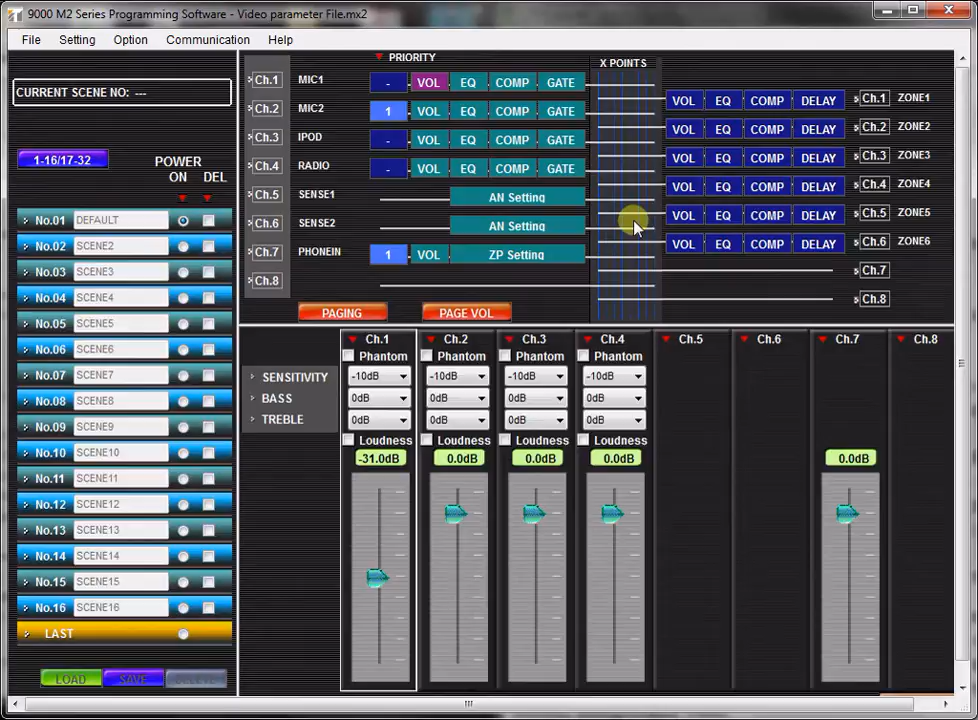 9000 M2 Series Programming Software - Video parameter File.mx2
File Setting Option Communication Help
CURRENT SCENE NO: ---
1-16/17-32
POWER
ON DEL
No.01 DEFAULT
No.02 SCENE2
No.03 SCENE3
No.04 SCENE4
No.05 SCENE5
No.06 SCENE6
No.07 SCENE7
No.08 SCENE8
No.09 SCENE9
No.10 SCENE10
No.11 SCENE11
No.12 SCENE12
No.13 SCENE13
No.14 SCENE14
No.15 SCENE15
No.16 SCENE16
LAST
LOAD SAVE DELETE
PRIORITY X POINTS
Ch.1 MIC1 - VOL EQ COMP GATE
Ch.2 MIC2 1 VOL EQ COMP GATE
Ch.3 IPOD - VOL EQ COMP GATE
Ch.4 RADIO - VOL EQ COMP GATE
Ch.5 SENSE1 AN Setting
Ch.6 SENSE2 AN Setting
Ch.7 PHONEIN 1 VOL ZP Setting
Ch.8
VOL EQ COMP DELAY Ch.1 ZONE1
VOL EQ COMP DELAY Ch.2 ZONE2
VOL EQ COMP DELAY Ch.3 ZONE3
VOL EQ COMP DELAY Ch.4 ZONE4
VOL EQ COMP DELAY Ch.5 ZONE5
VOL EQ COMP DELAY Ch.6 ZONE6
Ch.7
Ch.8
PAGING PAGE VOL
Ch.1 Ch.2 Ch.3 Ch.4 Ch.5 Ch.6 Ch.7 Ch.8
Phantom Phantom Phantom Phantom
SENSITIVITY -10dB -10dB -10dB -10dB
BASS 0dB 0dB 0dB 0dB
TREBLE 0dB 0dB 0dB 0dB
Loudness Loudness Loudness Loudness
-31.0dB 0.0dB 0.0dB 0.0dB 0.0dB